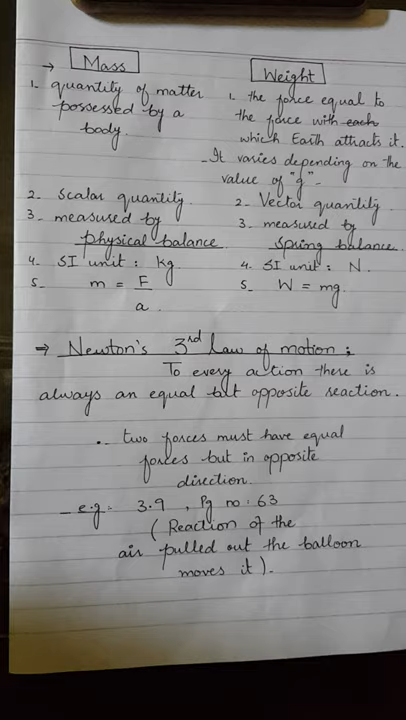 → Mass
1. quantity of matter
possessed by a
body.
2. Scalar quantity.
3. measured by
physical balance
4. SI unit : kg
5. m = F
a.
Weight
1. the force equal to
the force with each
which Earth attracts it.
- It varies depending on the
value of "g".
2. Vector quantity.
3. measured by
Spring balance.
4. SI unit : N.
5. W = mg.
→ Newton's 3rd Law of motion :
To every action there is
always an equal but opposite reaction.
.. two forces must have equal
forces but in opposite
direction.
- e.g: 3.9, Pg no: 63
( Reaction of the
air pulled out the balloon
moves it ).